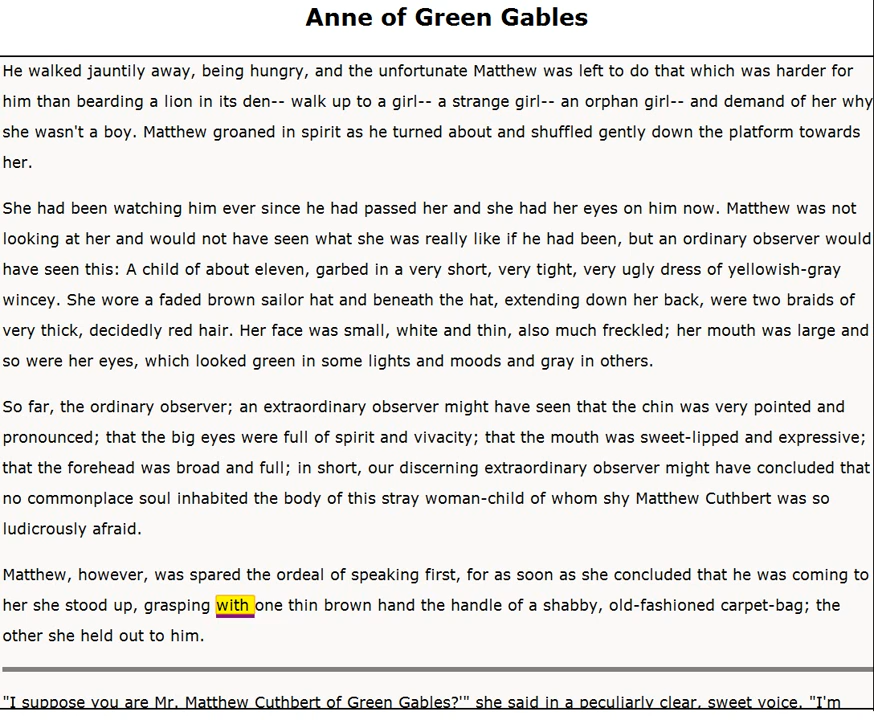 Anne of Green Gables
He walked jauntily away, being hungry, and the unfortunate Matthew was left to do that which was harder for
him than bearding a lion in its den-- walk up to a girl-- a strange girl-- an orphan girl-- and demand of her why
she wasn't a boy. Matthew groaned in spirit as he turned about and shuffled gently down the platform towards
her.
She had been watching him ever since he had passed her and she had her eyes on him now. Matthew was not
looking at her and would not have seen what she was really like if he had been, but an ordinary observer would
have seen this: A child of about eleven, garbed in a very short, very tight, very ugly dress of yellowish-gray
wincey. She wore a faded brown sailor hat and beneath the hat, extending down her back, were two braids of
very thick, decidedly red hair. Her face was small, white and thin, also much freckled; her mouth was large and
so were her eyes, which looked green in some lights and moods and gray in others.
So far, the ordinary observer; an extraordinary observer might have seen that the chin was very pointed and
pronounced; that the big eyes were full of spirit and vivacity; that the mouth was sweet-lipped and expressive;
that the forehead was broad and full; in short, our discerning extraordinary observer might have concluded that
no commonplace soul inhabited the body of this stray woman-child of whom shy Matthew Cuthbert was so
ludicrously afraid.
Matthew, however, was spared the ordeal of speaking first, for as soon as she concluded that he was coming to
her she stood up, grasping with one thin brown hand the handle of a shabby, old-fashioned carpet-bag; the
other she held out to him.
"I suppose you are Mr. Matthew Cuthbert of Green Gables?'" she said in a peculiarly clear, sweet voice. "I'm